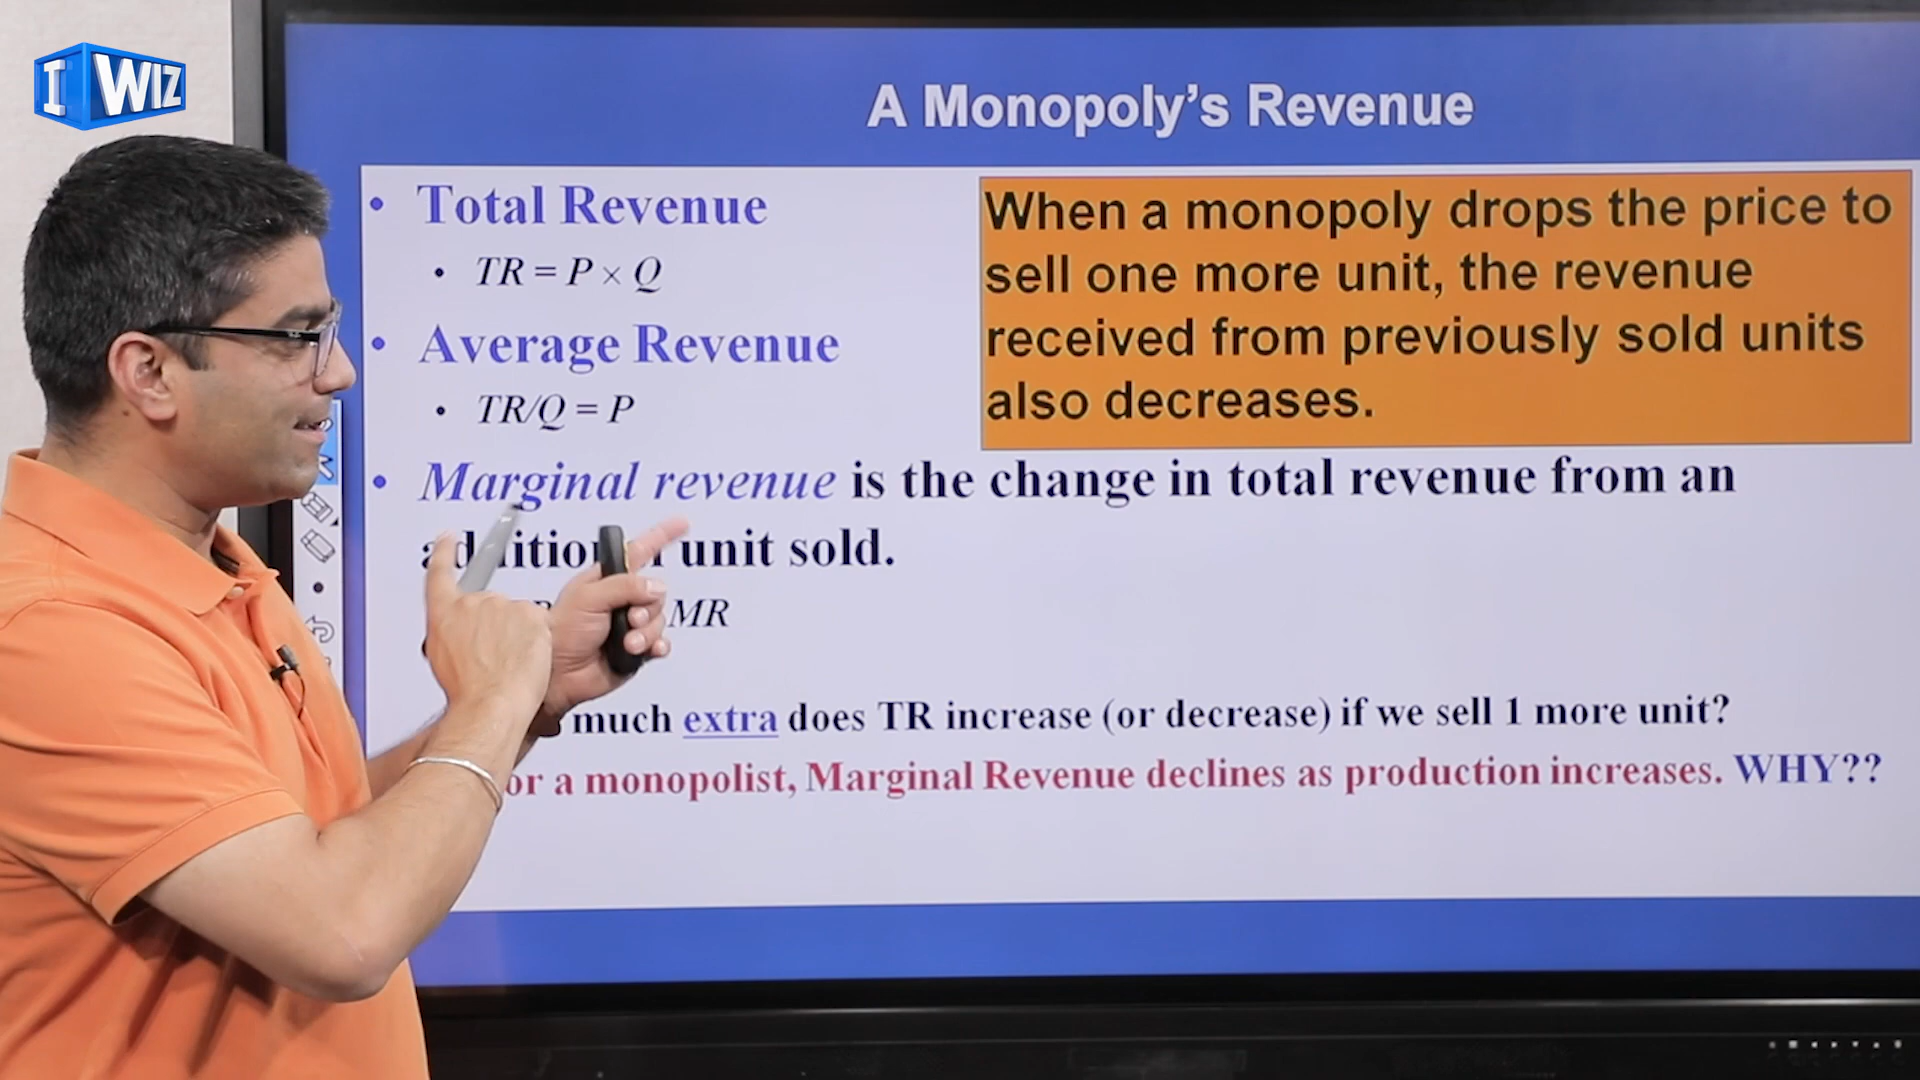 I WIZ
A Monopoly's Revenue
• Total Revenue
• TR = P × Q
• Average Revenue
• TR/Q = P
When a monopoly drops the price to
sell one more unit, the revenue
received from previously sold units
also decreases.
• Marginal revenue is the change in total revenue from an
unit sold.
MR
much extra does TR increase (or decrease) if we sell 1 more unit?
or a monopolist, Marginal Revenue declines as production increases. WHY??